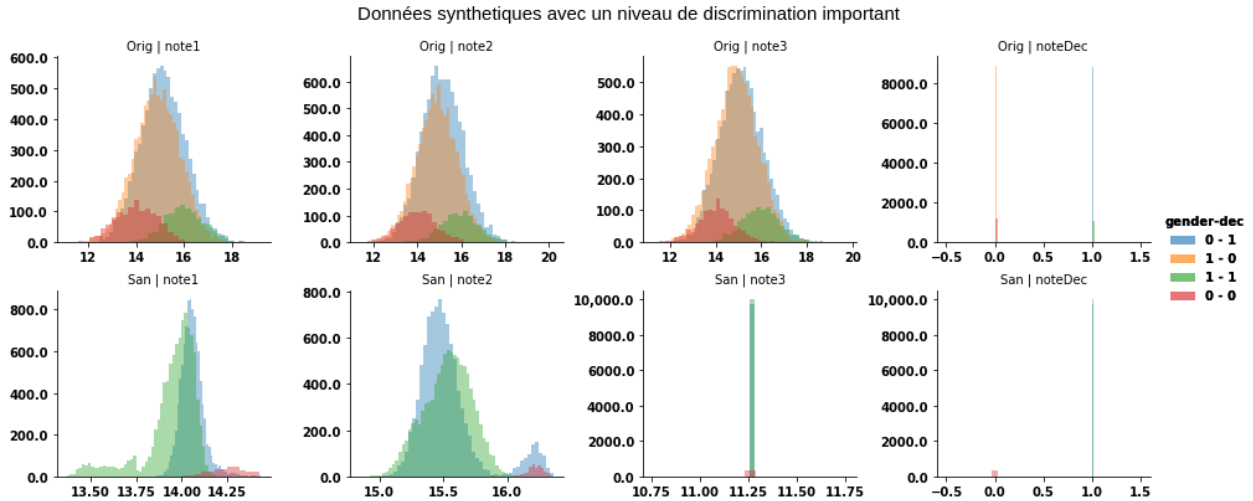 Données synthetiques avec un niveau de discrimination important
Orig | note1
Orig | note2
Orig | note3
Orig | noteDec
600.0
500.0
400.0
300.0
200.0
100.0
0.0
12 14 16 18
600.0
500.0
400.0
300.0
200.0
100.0
0.0
12 14 16 18 20
500.0
400.0
300.0
200.0
100.0
0.0
12 14 16 18 20
8000.0
6000.0
4000.0
2000.0
0.0
−0.5 0.0 0.5 1.0 1.5
gender-dec
0 - 1
1 - 0
1 - 1
0 - 0
San | note1
San | note2
San | note3
San | noteDec
800.0
600.0
400.0
200.0
0.0
13.50 13.75 14.00 14.25
800.0
600.0
400.0
200.0
0.0
15.0 15.5 16.0
10,000.0
8000.0
6000.0
4000.0
2000.0
0.0
10.75 11.00 11.25 11.50 11.75
10,000.0
8000.0
6000.0
4000.0
2000.0
0.0
−0.5 0.0 0.5 1.0 1.5